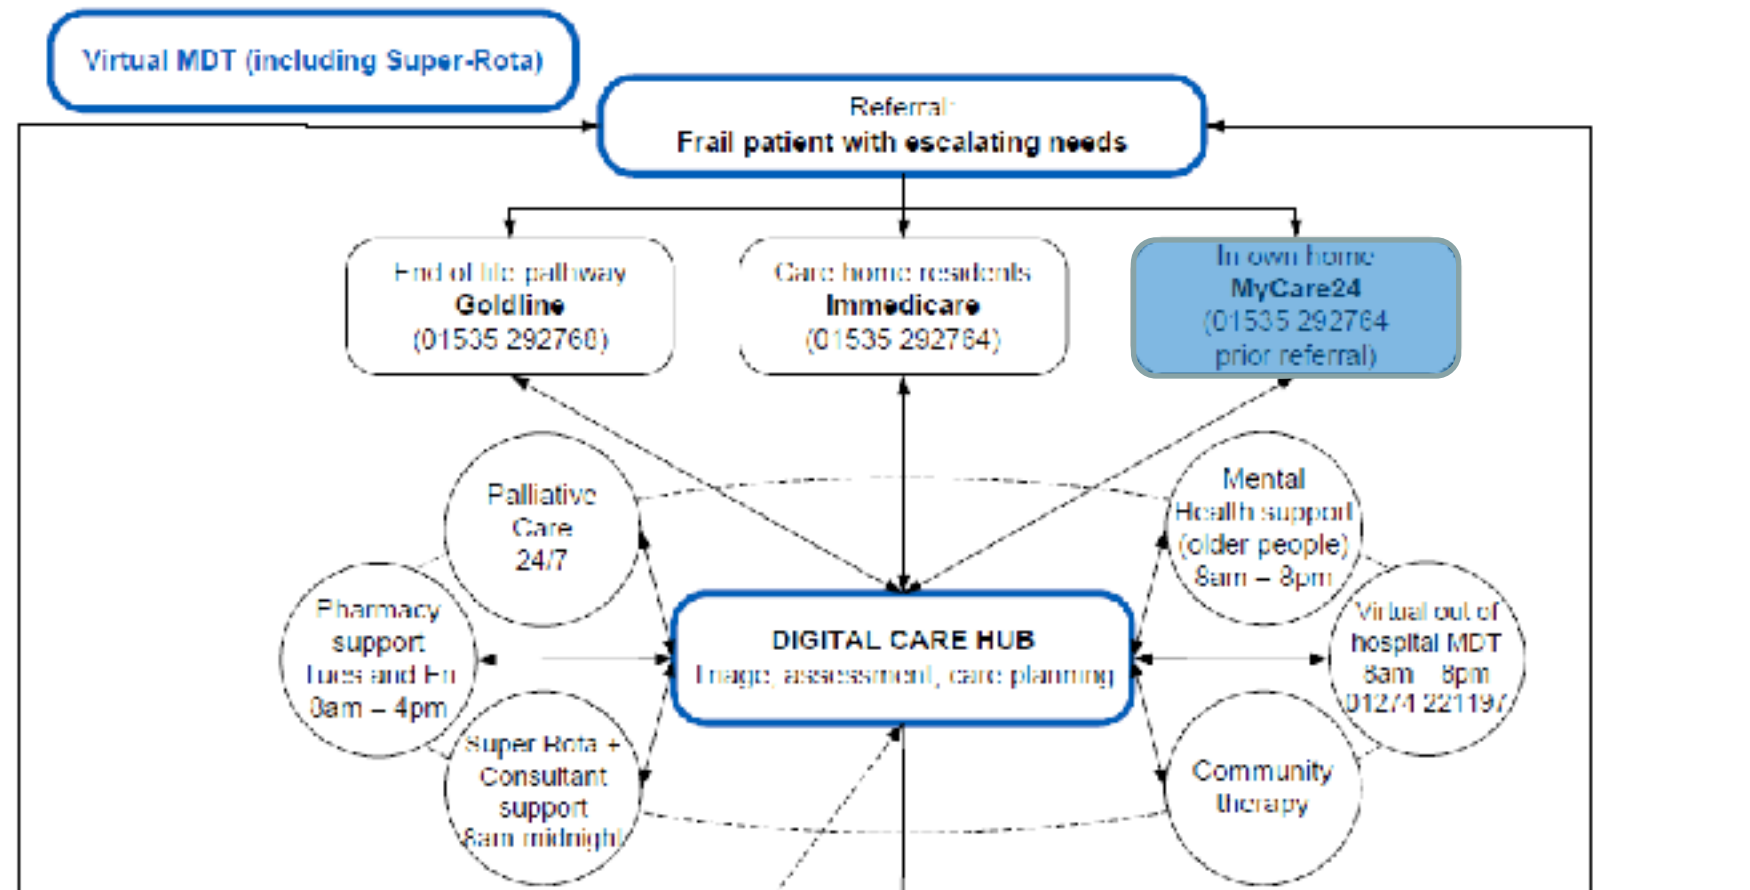 Virtual MDT (including Super-Rota)
Referral:
Frail patient with escalating needs
End of life pathway
Goldline
(01535 292768)
Care home residents
Immedicare
(01535 292764)
In own home
MyCare24
(01535 292764
prior referral)
Palliative
Care
24/7
Mental
Health support
(older people)
8am – 8pm
Pharmacy
support
Tues and Fri
8am – 4pm
DIGITAL CARE HUB
Triage, assessment, care planning
Virtual out of
hospital MDT
8am – 8pm
01274 221197
Super Rota +
Consultant
support
8am midnight
Community
therapy